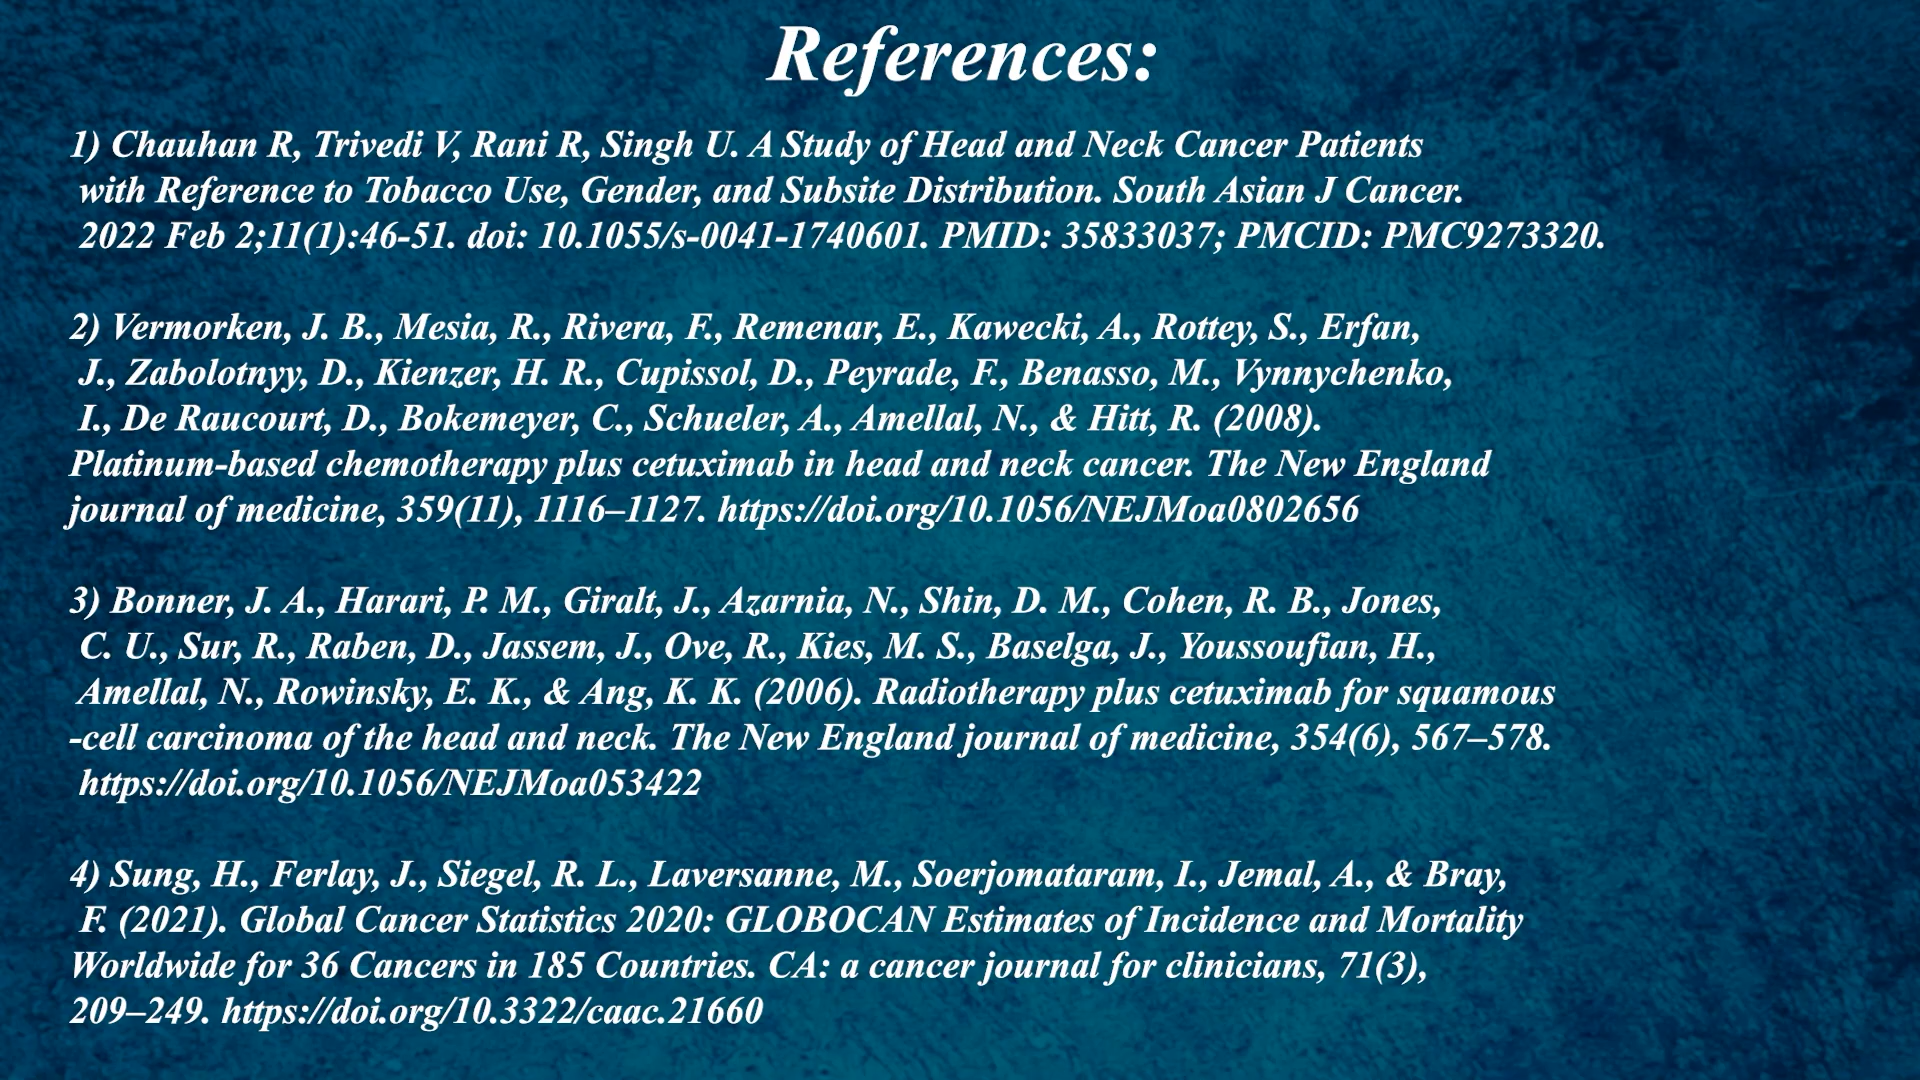 References:
1) Chauhan R, Trivedi V, Rani R, Singh U. A Study of Head and Neck Cancer Patients
with Reference to Tobacco Use, Gender, and Subsite Distribution. South Asian J Cancer.
2022 Feb 2;11(1):46-51. doi: 10.1055/s-0041-1740601. PMID: 35833037; PMCID: PMC9273320.
2) Vermorken, J. B., Mesia, R., Rivera, F., Remenar, E., Kawecki, A., Rottey, S., Erfan,
J., Zabolotnyy, D., Kienzer, H. R., Cupissol, D., Peyrade, F., Benasso, M., Vynnychenko,
I., De Raucourt, D., Bokemeyer, C., Schueler, A., Amellal, N., & Hitt, R. (2008).
Platinum-based chemotherapy plus cetuximab in head and neck cancer. The New England
journal of medicine, 359(11), 1116–1127. https://doi.org/10.1056/NEJMoa0802656
3) Bonner, J. A., Harari, P. M., Giralt, J., Azarnia, N., Shin, D. M., Cohen, R. B., Jones,
C. U., Sur, R., Raben, D., Jassem, J., Ove, R., Kies, M. S., Baselga, J., Youssoufian, H.,
Amellal, N., Rowinsky, E. K., & Ang, K. K. (2006). Radiotherapy plus cetuximab for squamous
-cell carcinoma of the head and neck. The New England journal of medicine, 354(6), 567–578.
https://doi.org/10.1056/NEJMoa053422
4) Sung, H., Ferlay, J., Siegel, R. L., Laversanne, M., Soerjomataram, I., Jemal, A., & Bray,
F. (2021). Global Cancer Statistics 2020: GLOBOCAN Estimates of Incidence and Mortality
Worldwide for 36 Cancers in 185 Countries. CA: a cancer journal for clinicians, 71(3),
209–249. https://doi.org/10.3322/caac.21660